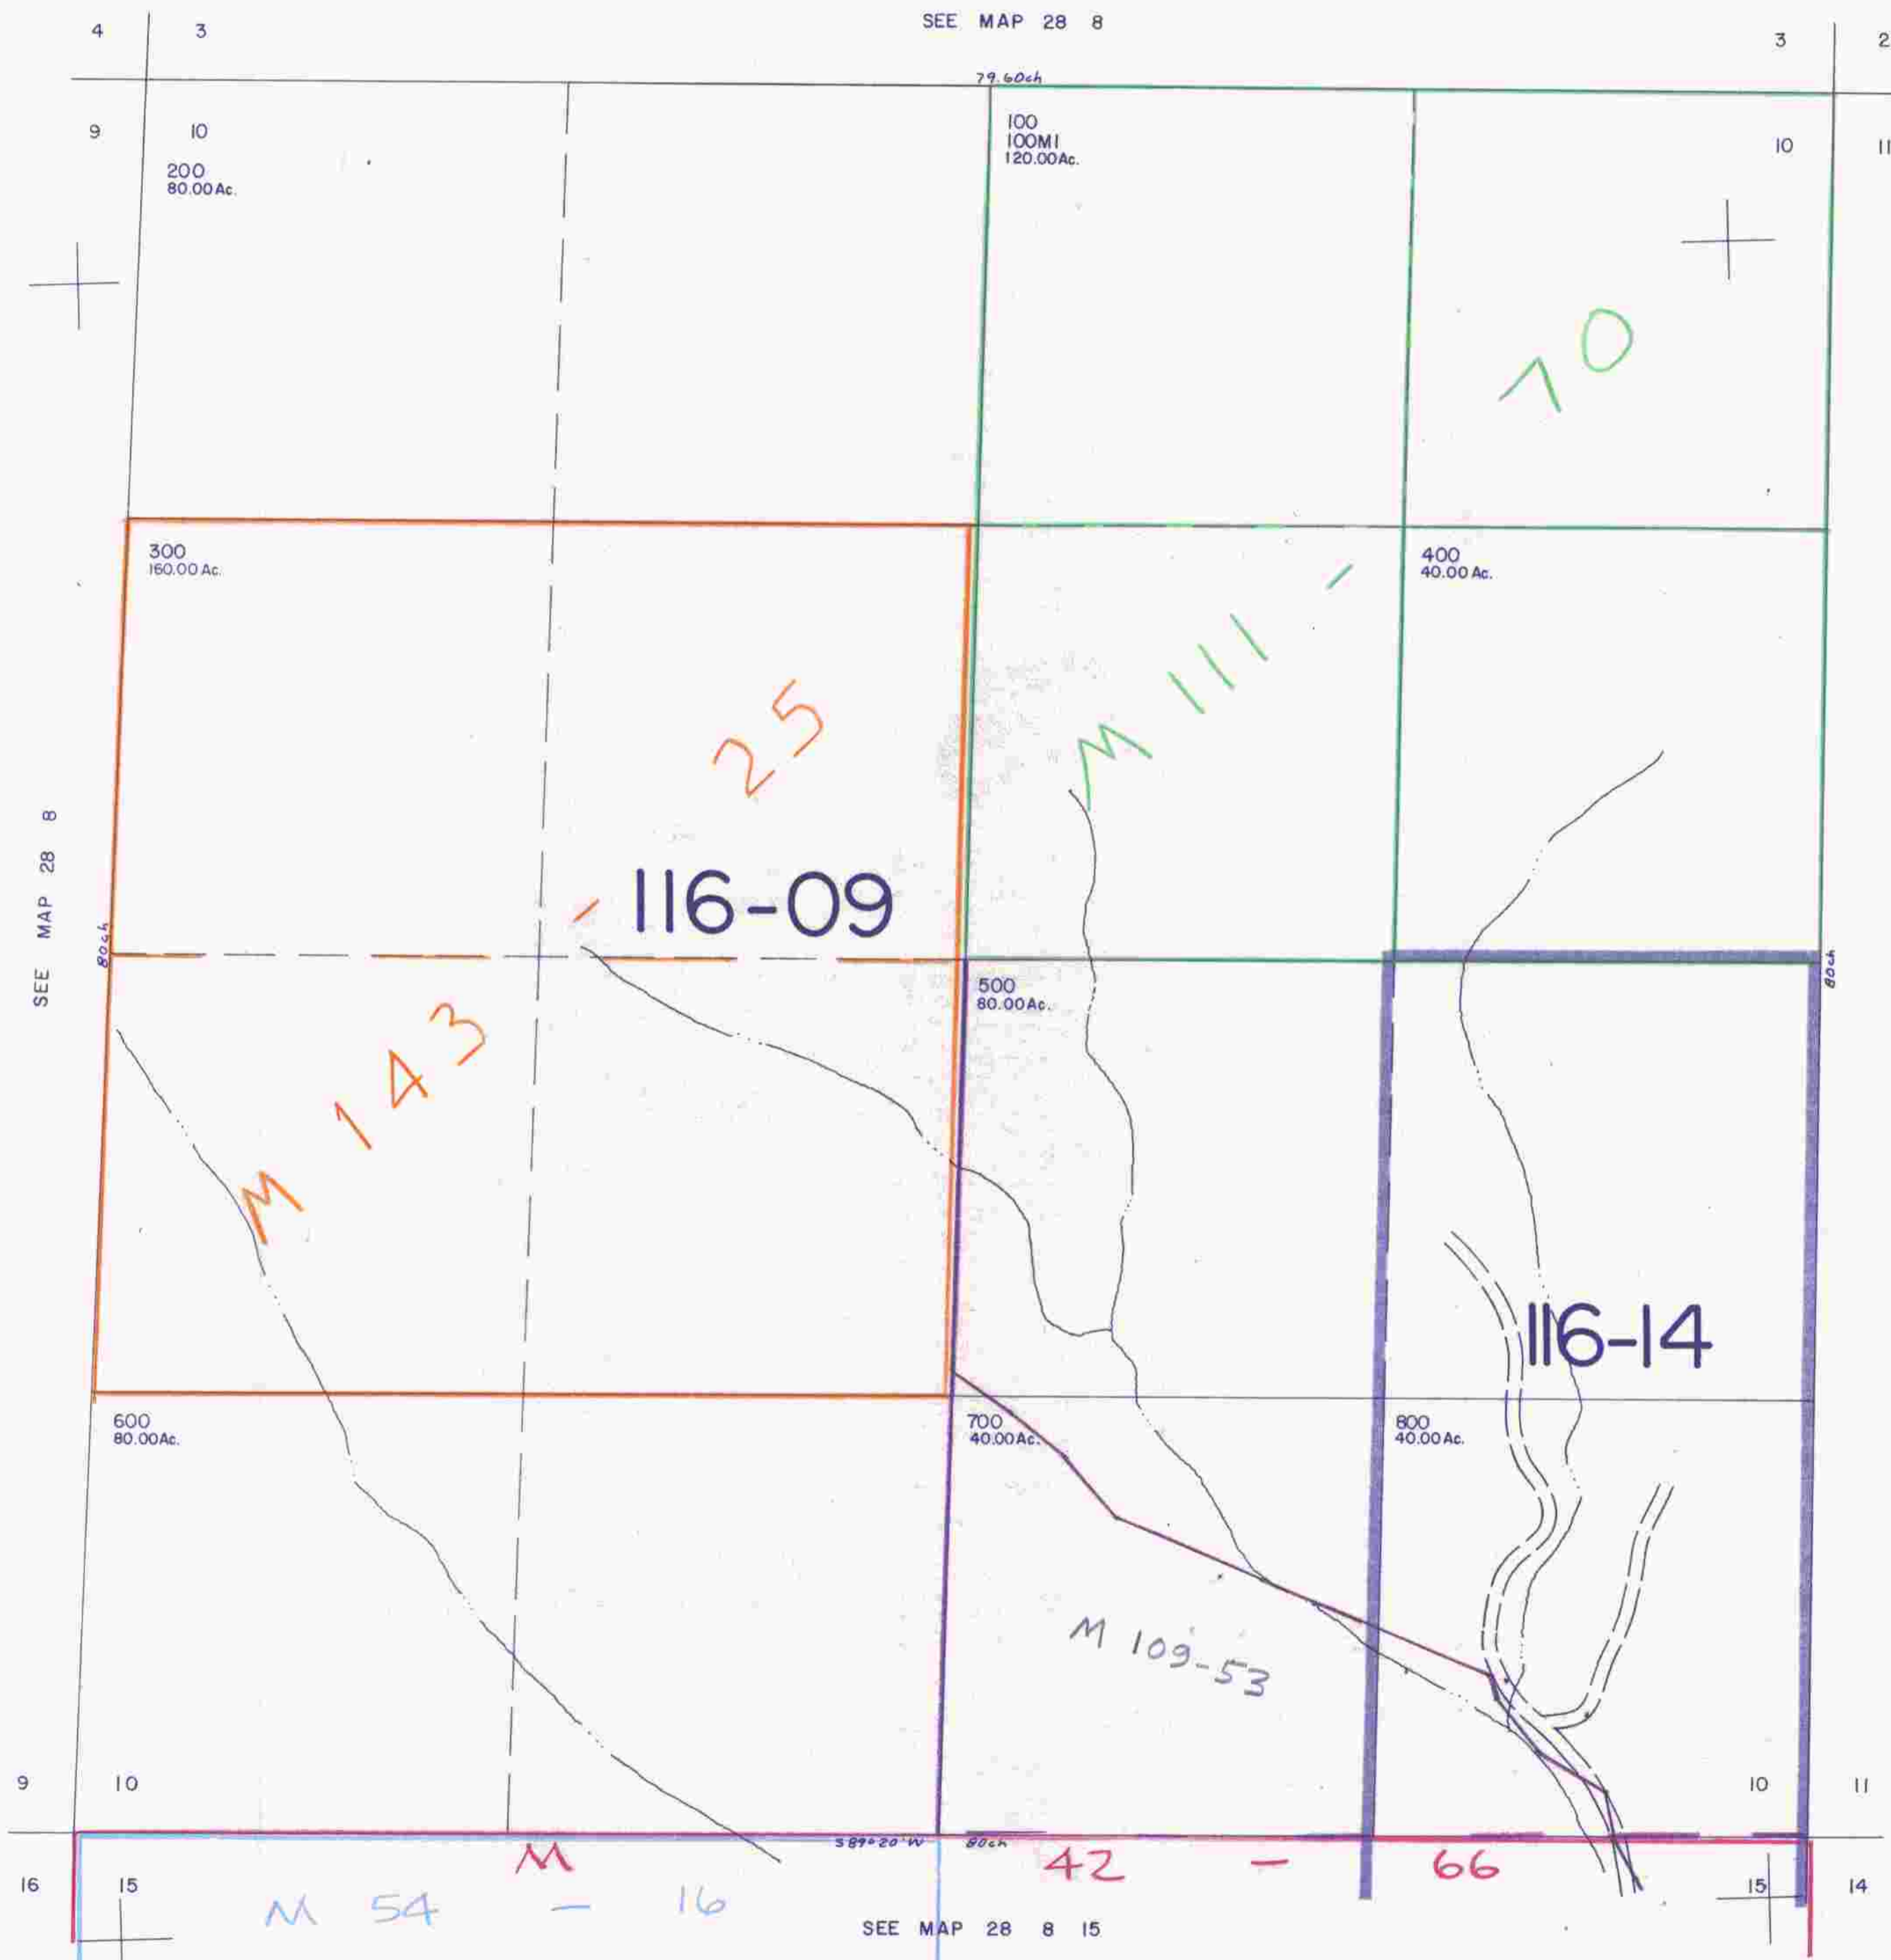 SEE MAP 28 8
4 3
3 2
79.60ch
9 10
10 11
200
80.00Ac.
100
100MI
120.00Ac.
70
300
160.00Ac.
400
40.00Ac.
M 111 -
25
SEE MAP 28 8
116-09
80ch
80ch
500
80.00Ac.
M 143 -
116-14
600
80.00Ac.
700
40.00Ac.
800
40.00Ac.
M 109-53
9 10
10 11
S89°20'W 80ch
M 42 - 66
16 15
15 14
M 54 - 16
SEE MAP 28 8 15